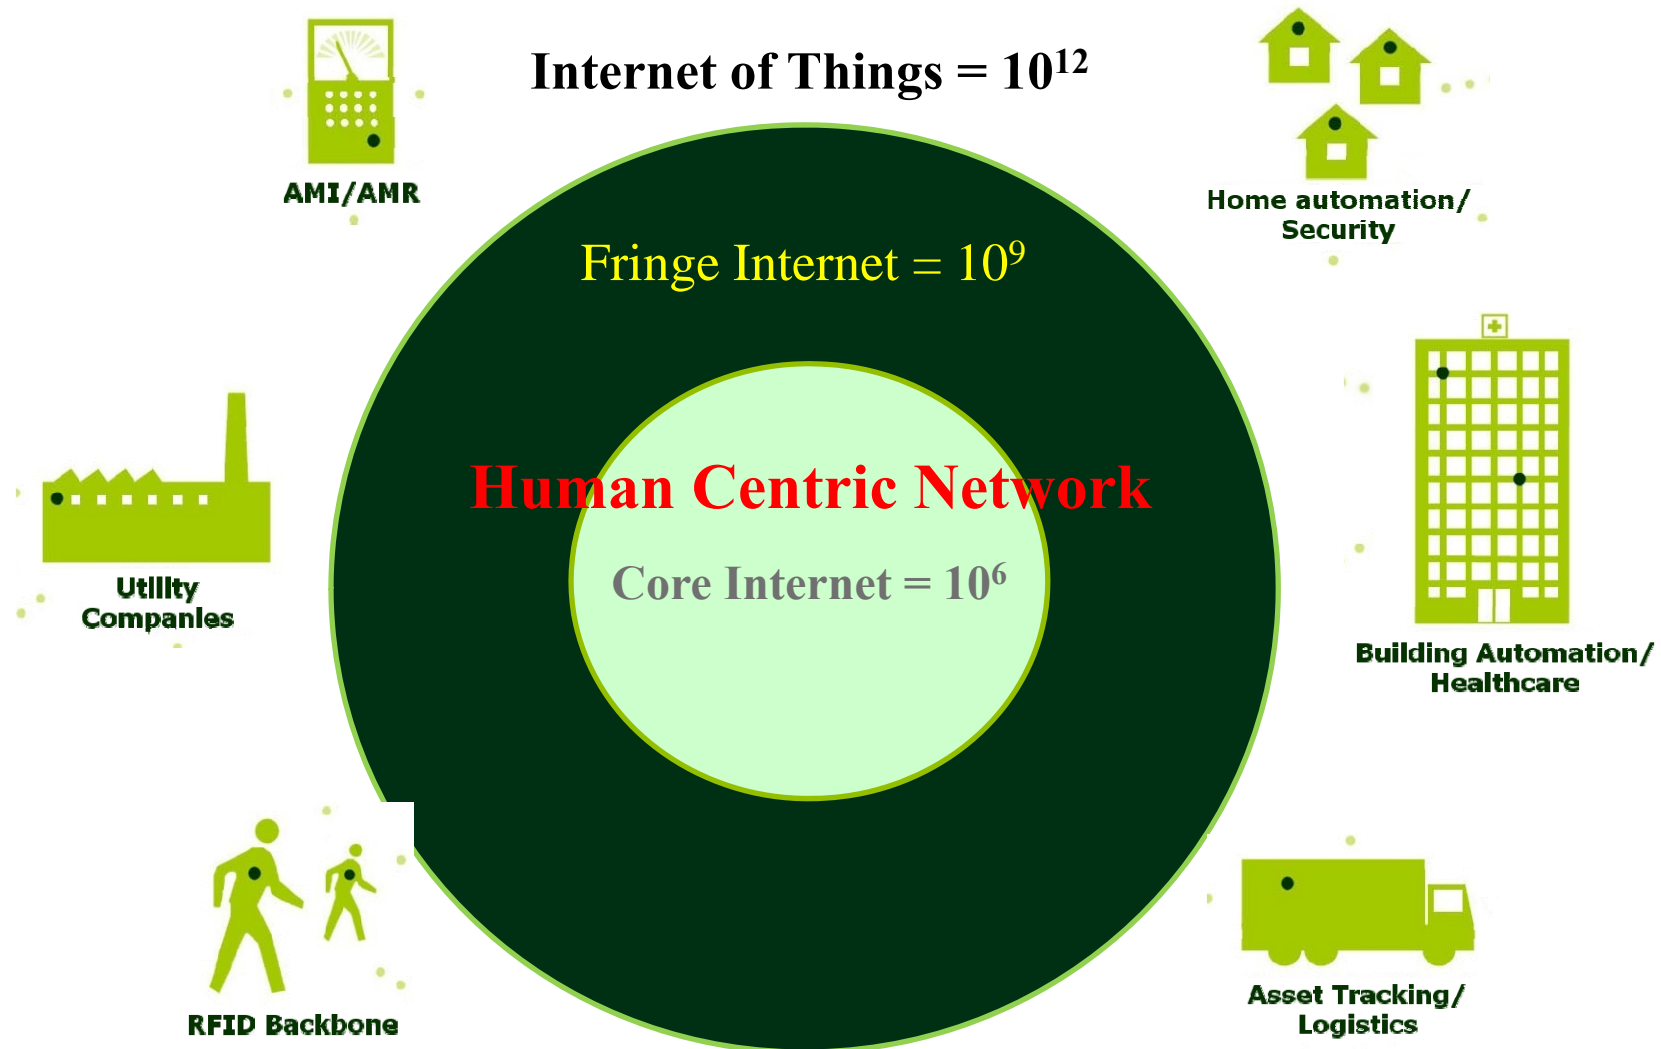 Internet of Things = 10¹²
AMI/AMR
Home automation/
Security
Fringe Internet = 10⁹
Human Centric Network
Core Internet = 10⁶
Utility
Companies
Building Automation/
Healthcare
RFID Backbone
Asset Tracking/
Logistics